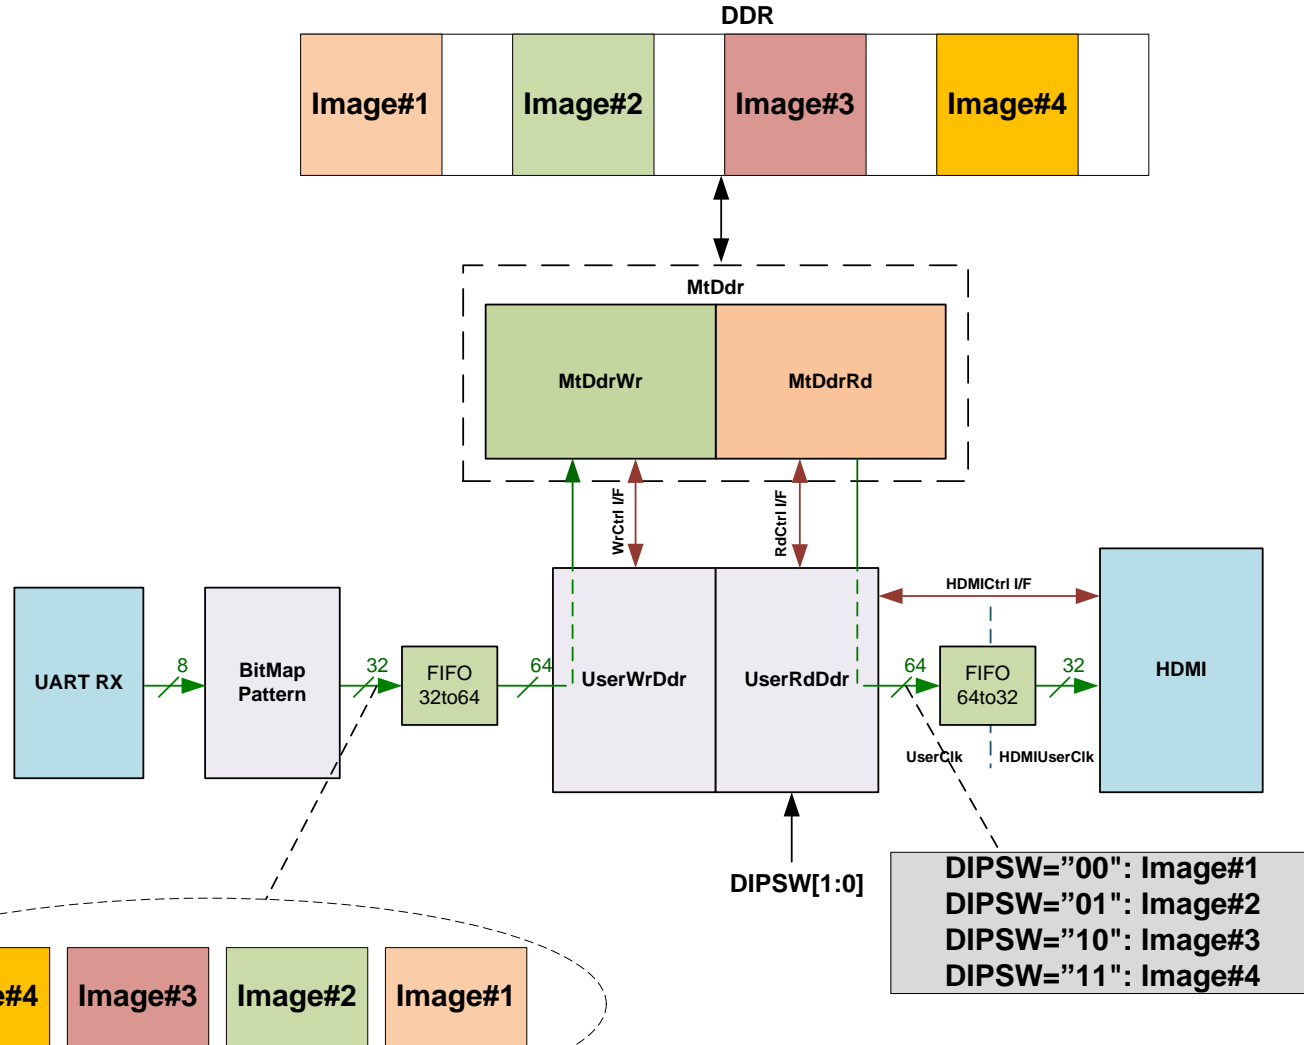 DDR
Image#1
Image#2
Image#3
Image#4
MtDdr
MtDdrWr
MtDdrRd
WrCtrl I/F
RdCtrl I/F
HDMICtrl I/F
UART RX
8
BitMap
Pattern
32
FIFO
32to64
64
UserWrDdr
UserRdDdr
64
FIFO
64to32
32
HDMI
UserClk
HDMIUserClk
DIPSW[1:0]
DIPSW=”00": Image#1
DIPSW=”01": Image#2
DIPSW=”10": Image#3
DIPSW=”11": Image#4
e#4
Image#3
Image#2
Image#1